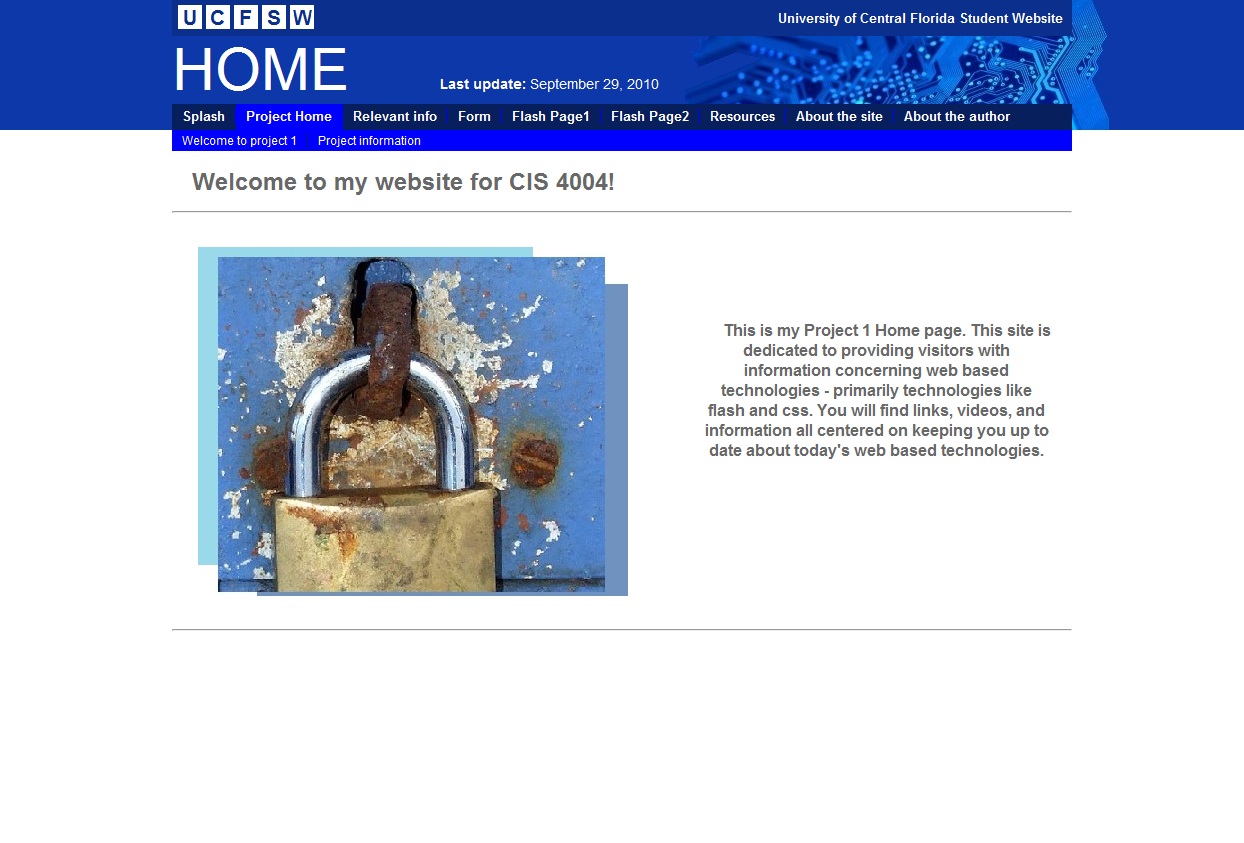 UCFSW
University of Central Florida Student Website
HOME
Last update: September 29, 2010
Splash Project Home Relevant info Form Flash Page1 Flash Page2 Resources About the site About the author
Welcome to project 1 Project information
Welcome to my website for CIS 4004!
This is my Project 1 Home page. This site is
dedicated to providing visitors with
information concerning web based
technologies - primarily technologies like
flash and css. You will find links, videos, and
information all centered on keeping you up to
date about today's web based technologies.